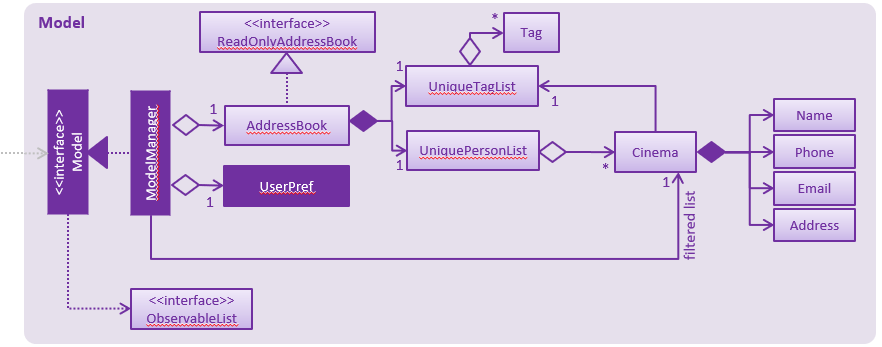 Model
<<interface>>
ReadOnlyAddressBook
*
Tag
1
UniqueTagList
1
<<interface>>
Model
ModelManager
1
AddressBook
1
UniquePersonList
*
Cinema
1
filtered list
Name
Phone
Email
Address
1
UserPref
<<interface>>
ObservableList